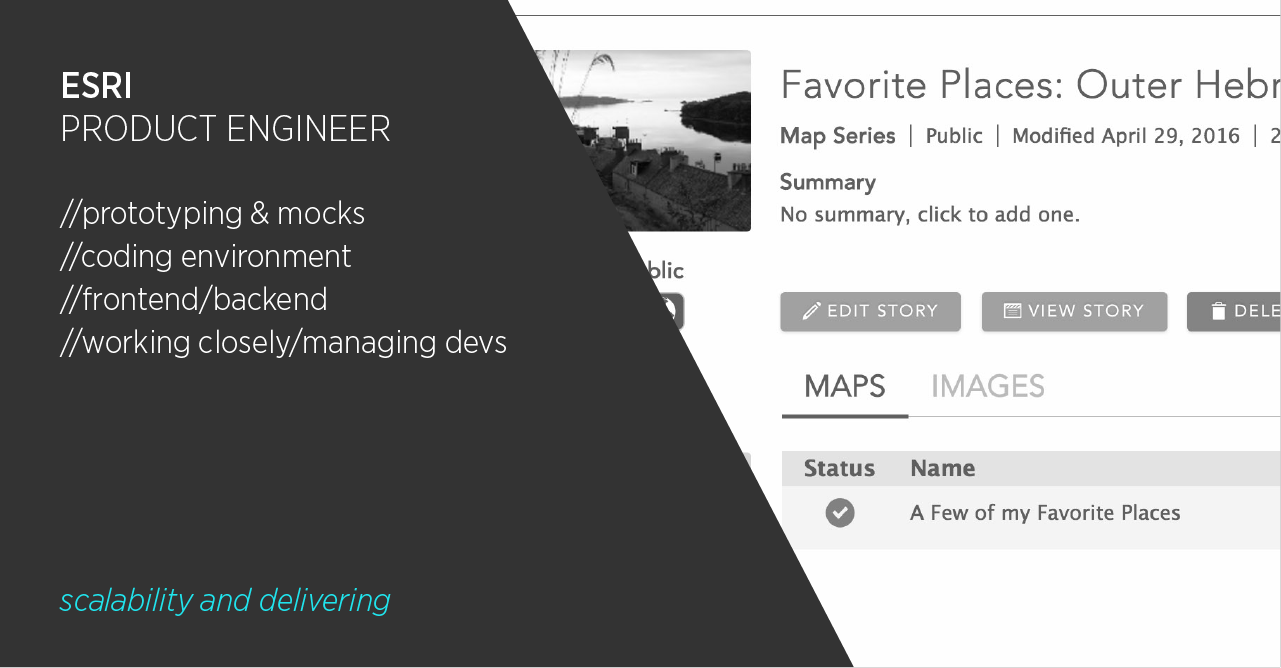 ESRI
PRODUCT ENGINEER
//prototyping & mocks
//coding environment
//frontend/backend
//working closely/managing devs
scalability and delivering
Favorite Places: Outer Hebr
Map Series | Public | Modified April 29, 2016 | 2
Summary
No summary, click to add one.
blic
EDIT STORY VIEW STORY DELE
MAPS IMAGES
Status Name
A Few of my Favorite Places